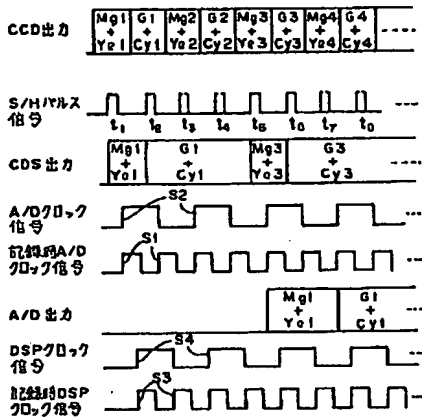 CCD出力
Mg1 + Ye1
G1 + Cy1
Mg2 + Ye2
G2 + Cy2
Mg3 + Ye3
G3 + Cy3
Mg4 + Ye4
G4 + Cy4
S/Hパルス
信号
t1 t2 t3 t4 t5 t6 t7 t8
CDS出力
Mg1 + Ye1
G1 + Cy1
Mg3 + Ye3
G3 + Cy3
A/Dクロック
信号
S2
記録時A/D
クロック信号
S1
A/D出力
Mg1 + Ye1
G1 + Cy1
DSPクロック
信号
S4
記録時DSP
クロック信号
S3